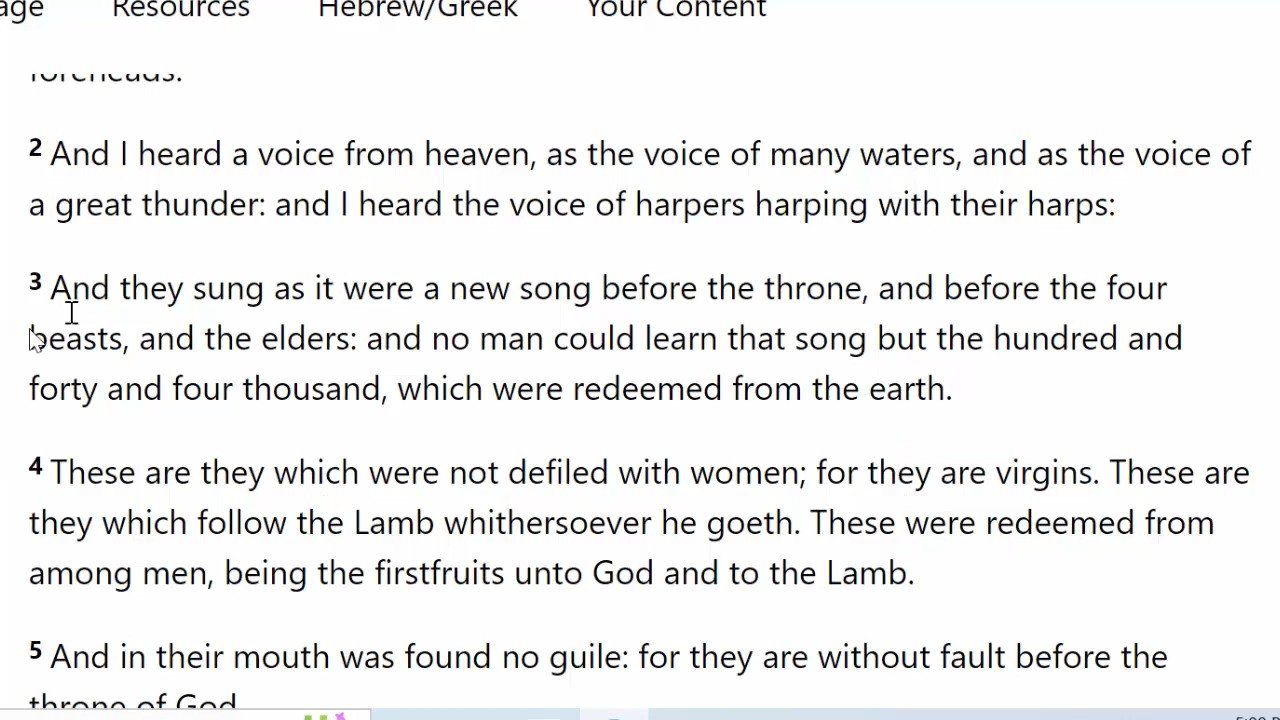 age Resources Hebrew/Greek Your Content
foreheads.
2 And I heard a voice from heaven, as the voice of many waters, and as the voice of
a great thunder: and I heard the voice of harpers harping with their harps:
3 And they sung as it were a new song before the throne, and before the four
beasts, and the elders: and no man could learn that song but the hundred and
forty and four thousand, which were redeemed from the earth.
4 These are they which were not defiled with women; for they are virgins. These are
they which follow the Lamb whithersoever he goeth. These were redeemed from
among men, being the firstfruits unto God and to the Lamb.
5 And in their mouth was found no guile: for they are without fault before the
throne of God